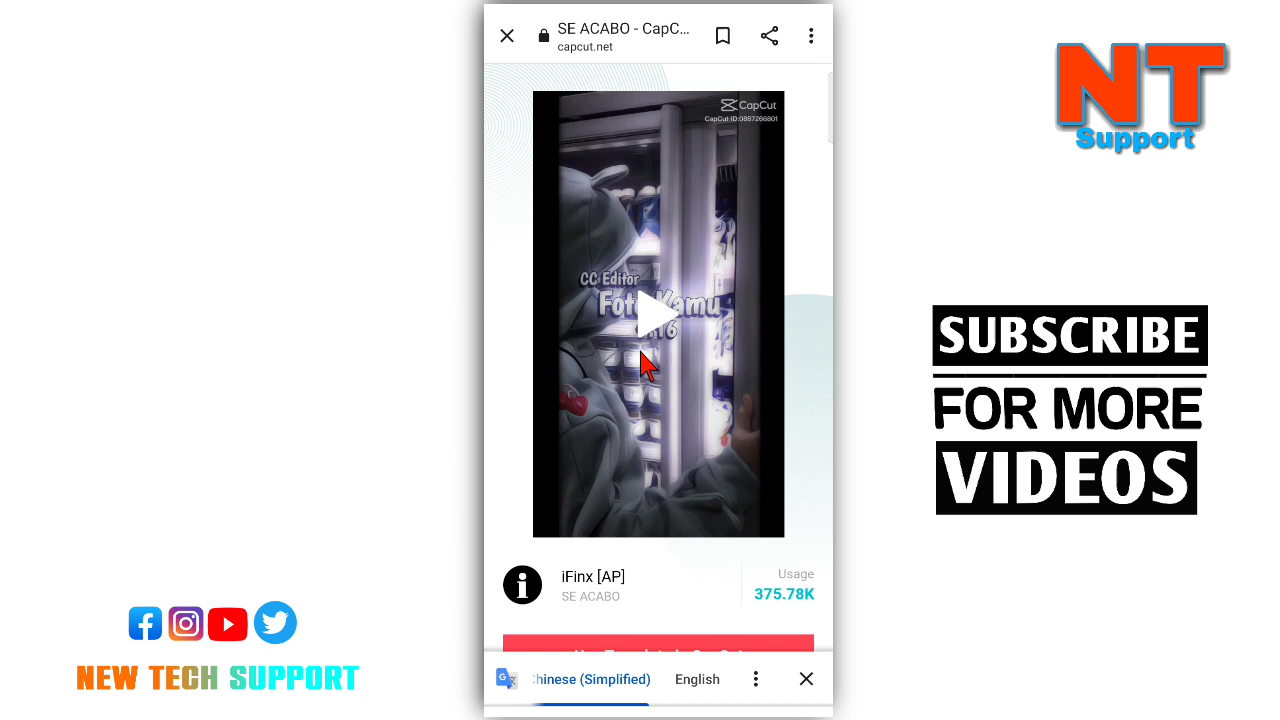 SE ACABO - CapC...
capcut.net
CapCut
CapCut ID:0887266801
CC Editor
iFinx [AP]
SE ACABO
Usage
375.78K
hinese (Simplified)
English
NT
Support
SUBSCRIBE
FOR MORE
VIDEOS
NEW TECH SUPPORT